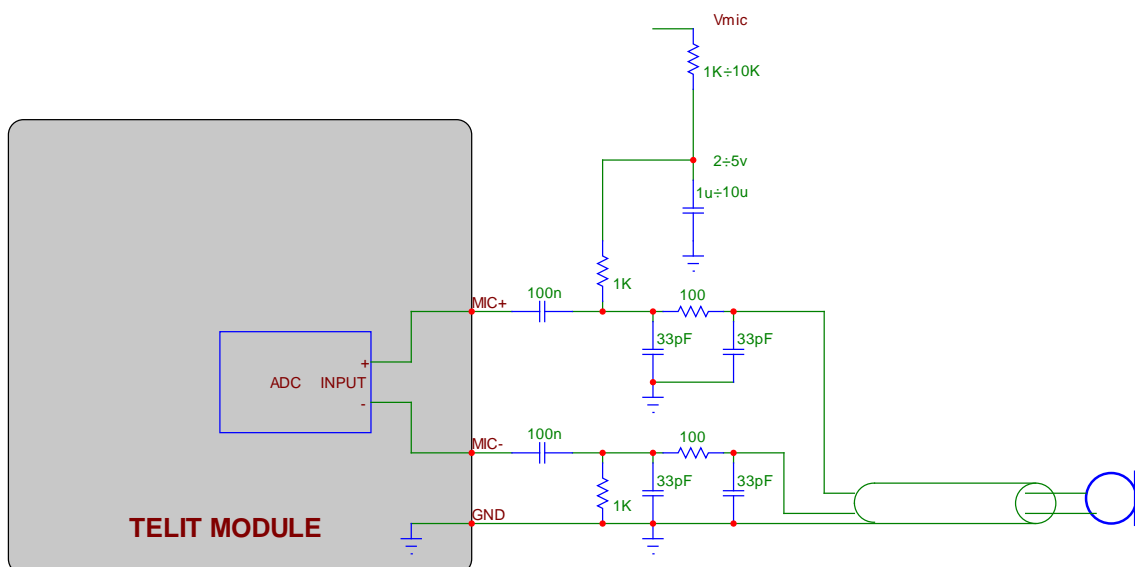 Vmic
1K÷10K
2÷5v
1u÷10u
1K
MIC+
100n
100
33pF
33pF
+
ADC INPUT
-
MIC-
100n
100
33pF
33pF
1K
GND
TELIT MODULE